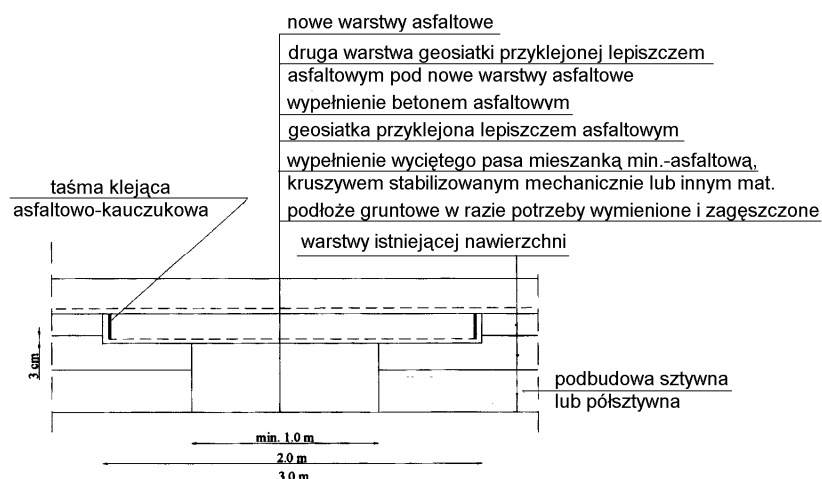 nowe warstwy asfaltowe
druga warstwa geosiatki przyklejonej lepiszczem
asfaltowym pod nowe warstwy asfaltowe
wypełnienie betonem asfaltowym
geosiatka przyklejona lepiszczem asfaltowym
wypełnienie wyciętego pasa mieszanką min.-asfaltową,
kruszywem stabilizowanym mechanicznie lub innym mat.
podłoże gruntowe w razie potrzeby wymienione i zagęszczone
warstwy istniejącej nawierzchni
taśma klejąca
asfaltowo-kauczukowa
3 cm
podbudowa sztywna
lub półsztywna
min. 1.0 m
2.0 m
3.0 m